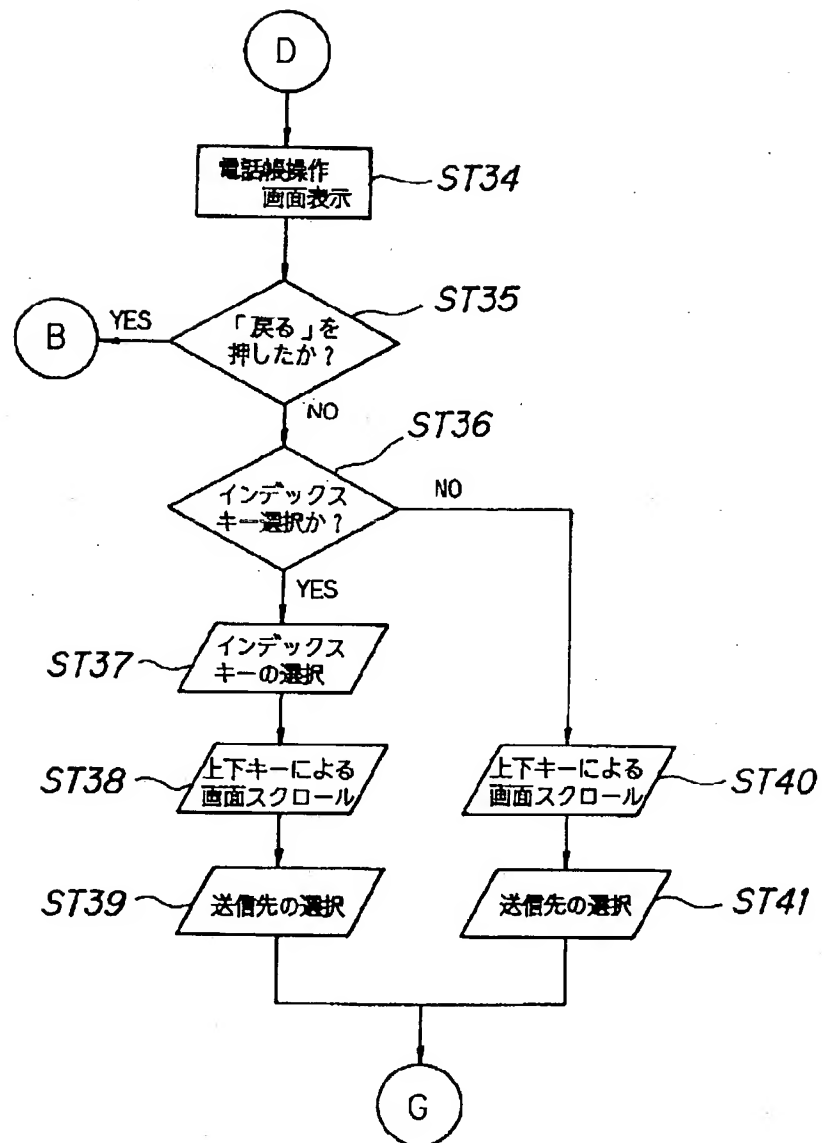 D
電話帳操作
画面表示
ST34
「戻る」を
押したか？
ST35
YES
B
NO
インデックス
キー選択か？
ST36
NO
YES
インデックス
キーの選択
ST37
上下キーによる
画面スクロール
ST38
上下キーによる
画面スクロール
ST40
送信先の選択
ST39
送信先の選択
ST41
G